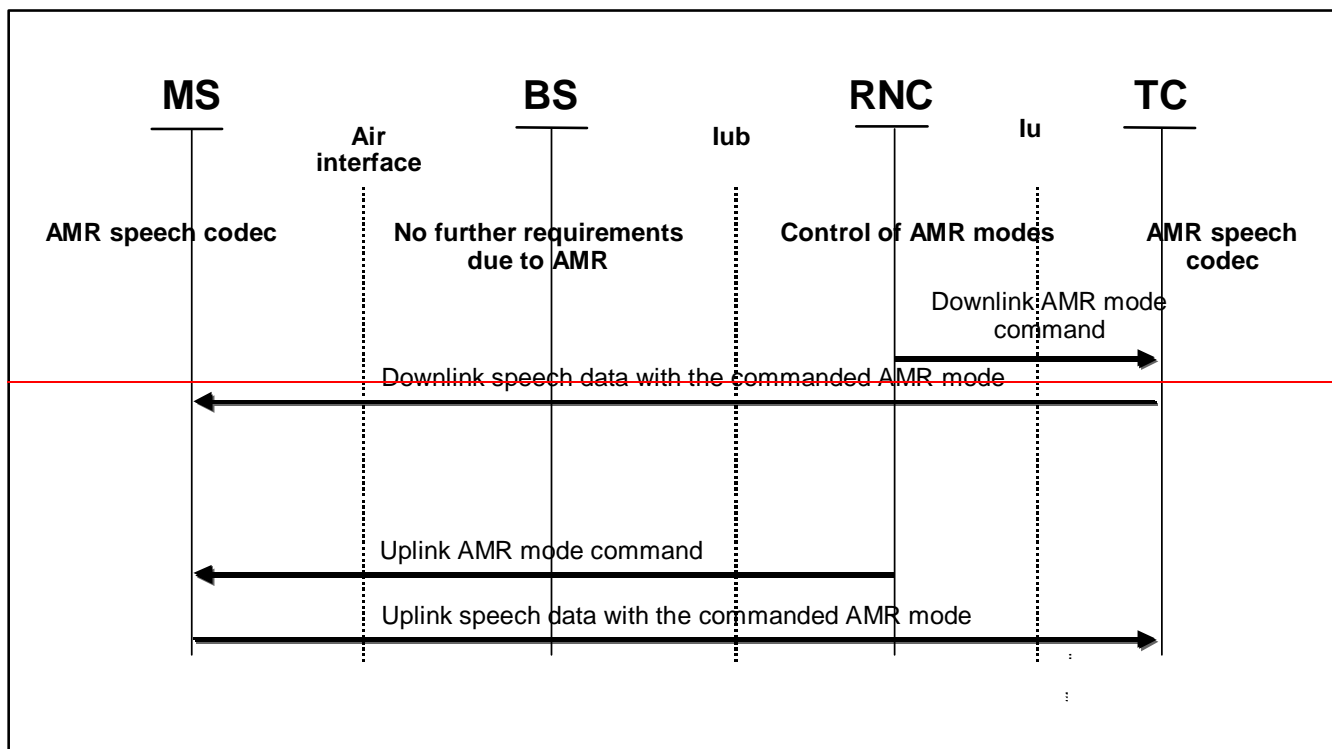 MS
BS
RNC
TC
Air
interface
Iub
Iu
AMR speech codec
No further requirements
due to AMR
Control of AMR modes
AMR speech
codec
Downlink AMR mode
command
Downlink speech data with the commanded AMR mode
Uplink AMR mode command
Uplink speech data with the commanded AMR mode